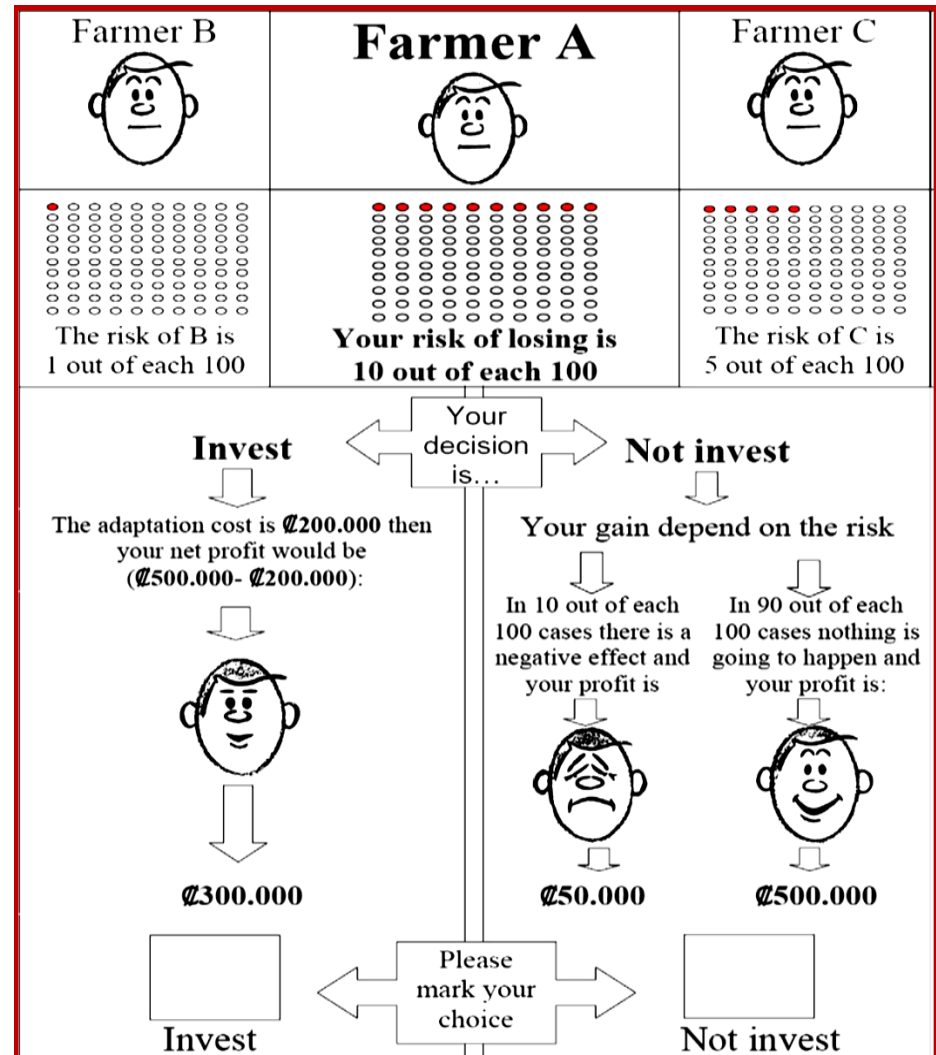 Farmer B
Farmer A
Farmer C
The risk of B is
1 out of each 100
Your risk of losing is
10 out of each 100
The risk of C is
5 out of each 100
Your
decision
is...
Invest
Not invest
The adaptation cost is ₡200.000 then
your net profit would be
(₡500.000- ₡200.000):
₡300.000
Your gain depend on the risk
In 10 out of each
100 cases there is a
negative effect and
your profit is
₡50.000
In 90 out of each
100 cases nothing is
going to happen and
your profit is:
₡500.000
Please
mark your
choice
Invest
Not invest